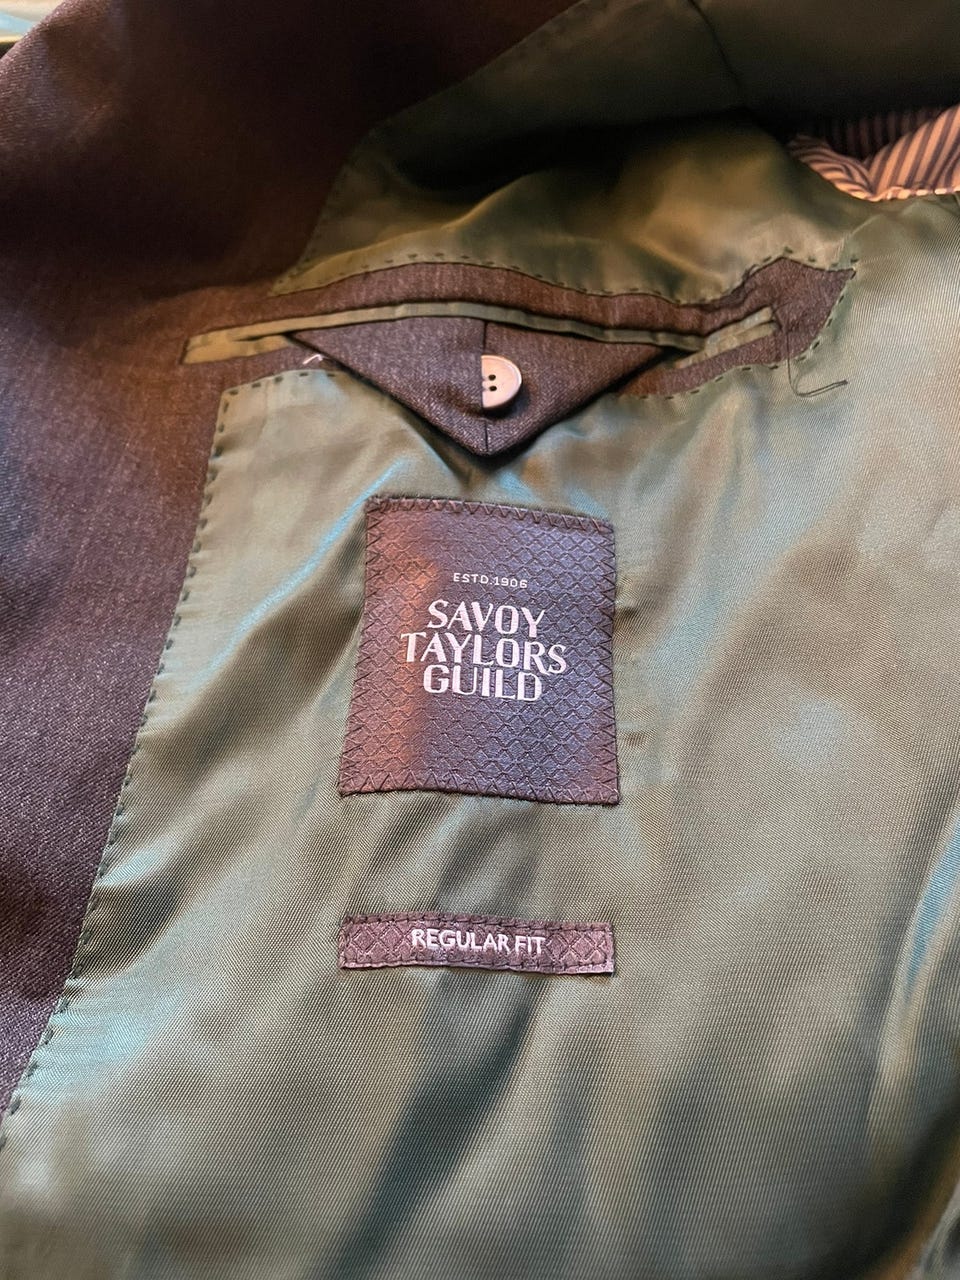 ESTD.1906
SAVOY
TAYLORS
GUILD
REGULAR FIT